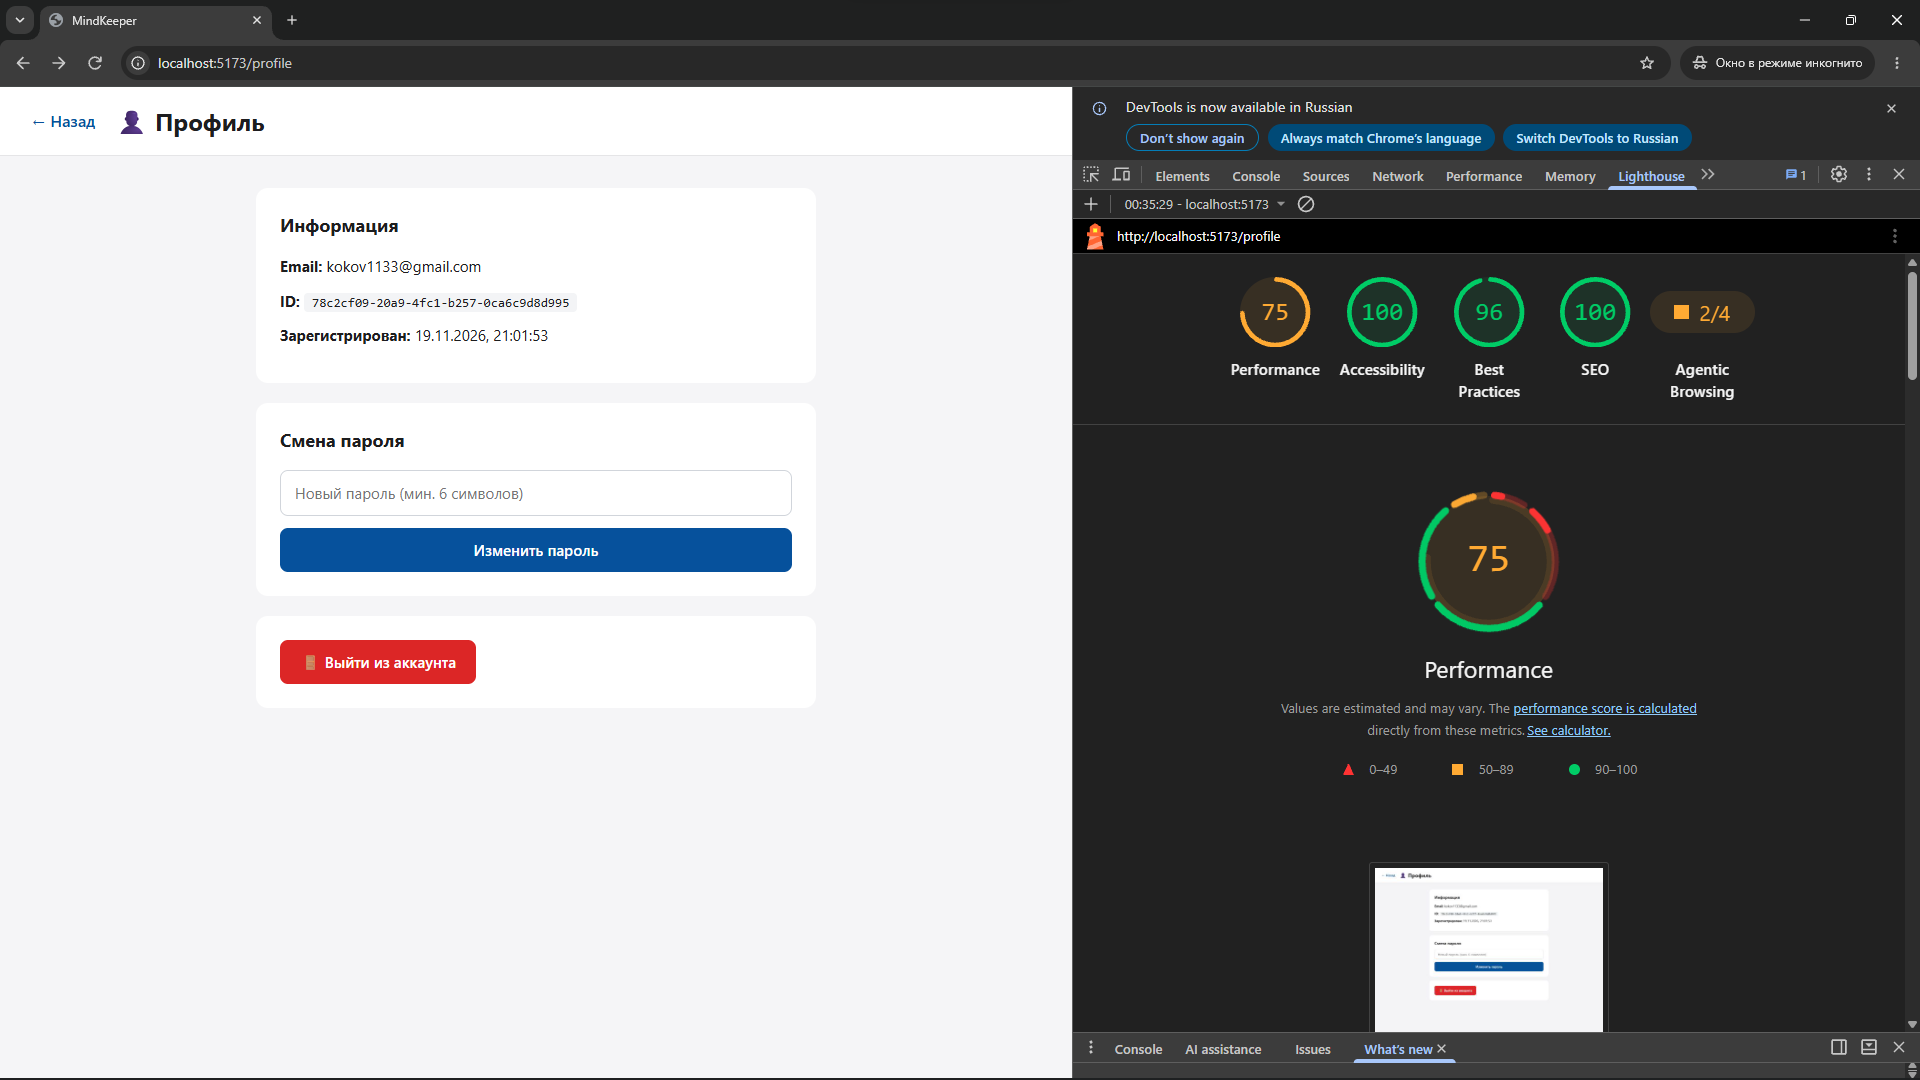 MindKeeper
localhost:5173/profile
Окно в режиме инкогнито
← Назад
Профиль
Информация
Email: kokov1133@gmail.com
ID: 78c2cf09-20a9-4fc1-b257-0ca6c9d8d995
Зарегистрирован: 19.11.2026, 21:01:53
Смена пароля
Новый пароль (мин. 6 символов)
Изменить пароль
Выйти из аккаунта
DevTools is now available in Russian
Don't show again
Always match Chrome's language
Switch DevTools to Russian
Elements
Console
Sources
Network
Performance
Memory
Lighthouse
1
00:35:29 - localhost:5173
http://localhost:5173/profile
75
100
96
100
2/4
Performance
Accessibility
Best Practices
SEO
Agentic Browsing
75
Performance
Values are estimated and may vary. The performance score is calculated
directly from these metrics. See calculator.
0–49
50–89
90–100
Профиль
Информация
Смена пароля
Console
AI assistance
Issues
What's new